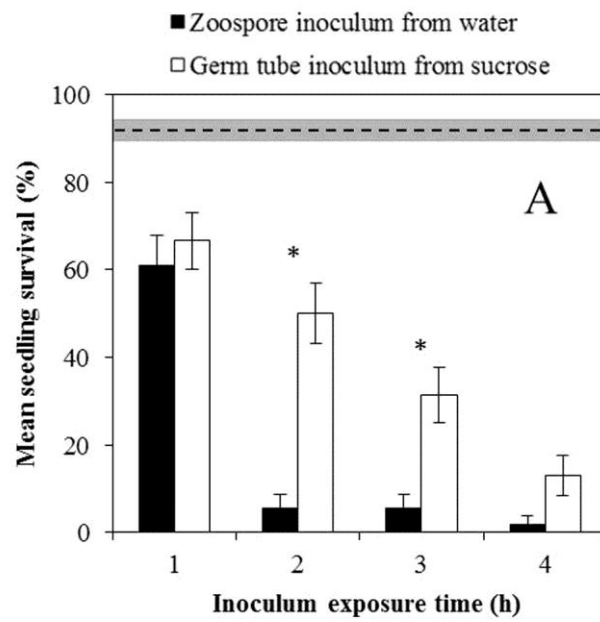 Zoospore inoculum from water
Germ tube inoculum from sucrose
100
80
60
40
20
0
Mean seedling survival (%)
A
*
*
1 2 3 4
Inoculum exposure time (h)